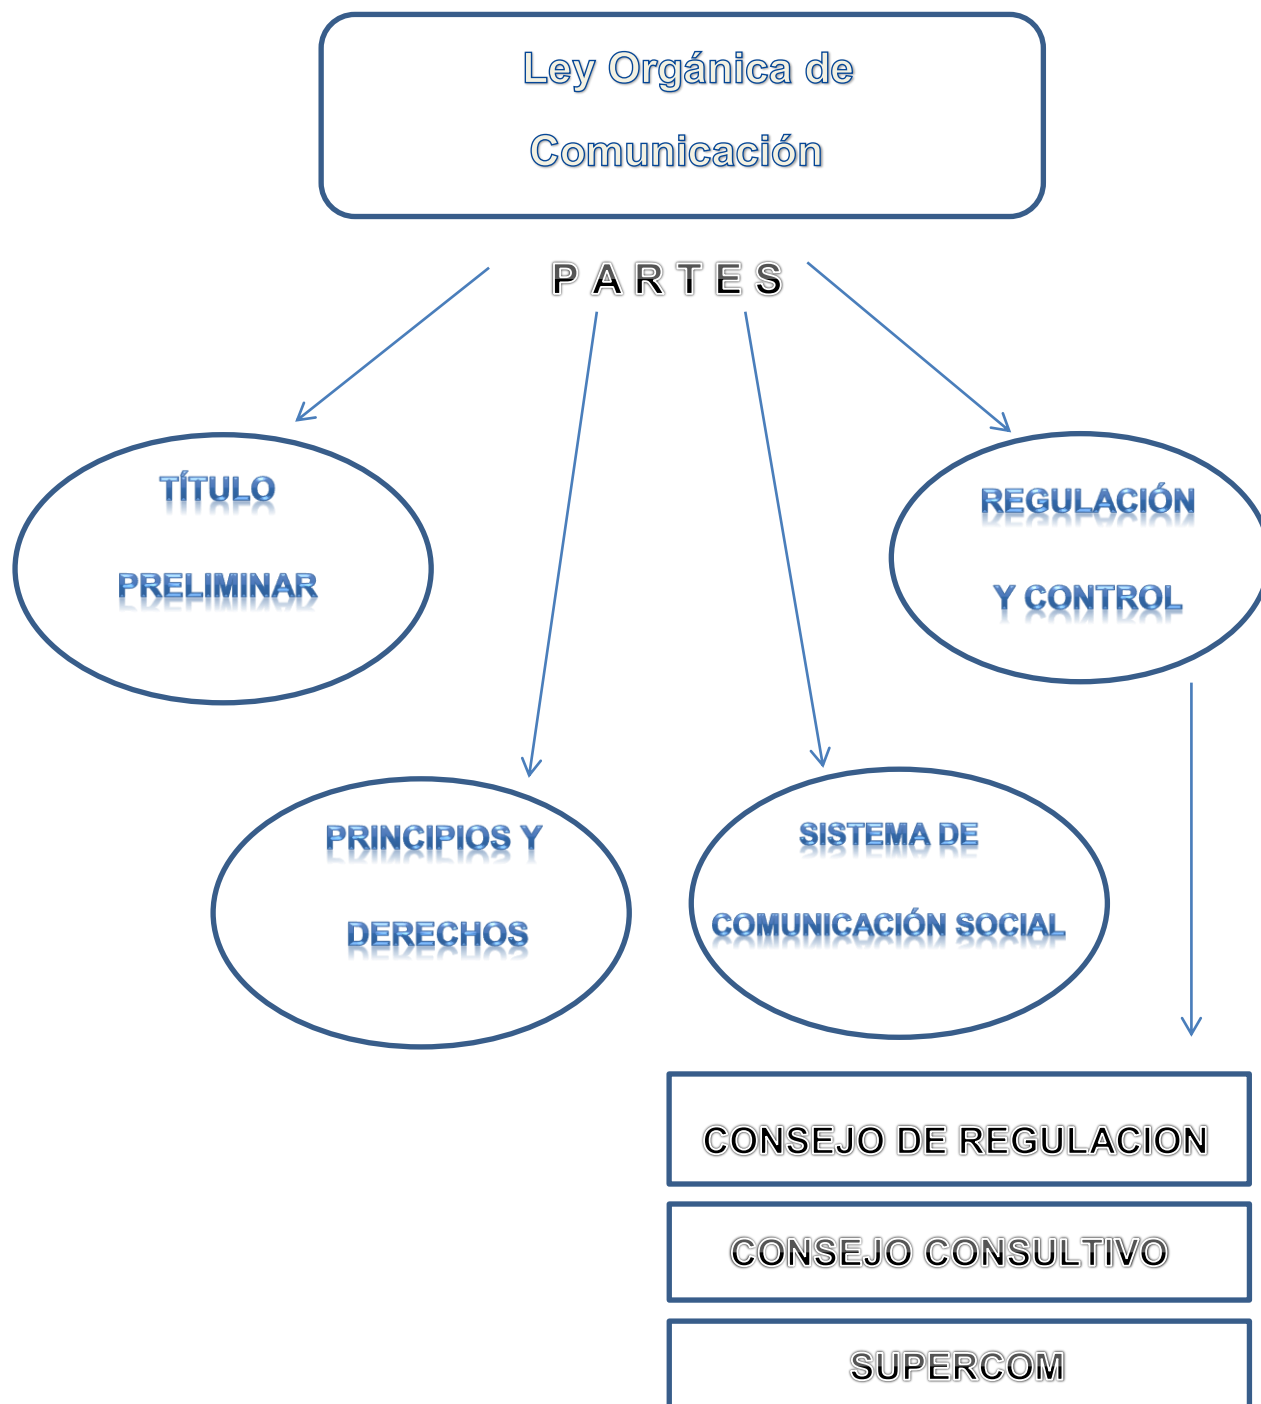 Ley Orgánica de
Comunicación
P A R T E S
TÍTULO
PRELIMINAR
REGULACIÓN
Y CONTROL
PRINCIPIOS Y
DERECHOS
SISTEMA DE
COMUNICACIÓN SOCIAL
CONSEJO DE REGULACION
CONSEJO CONSULTIVO
SUPERCOM